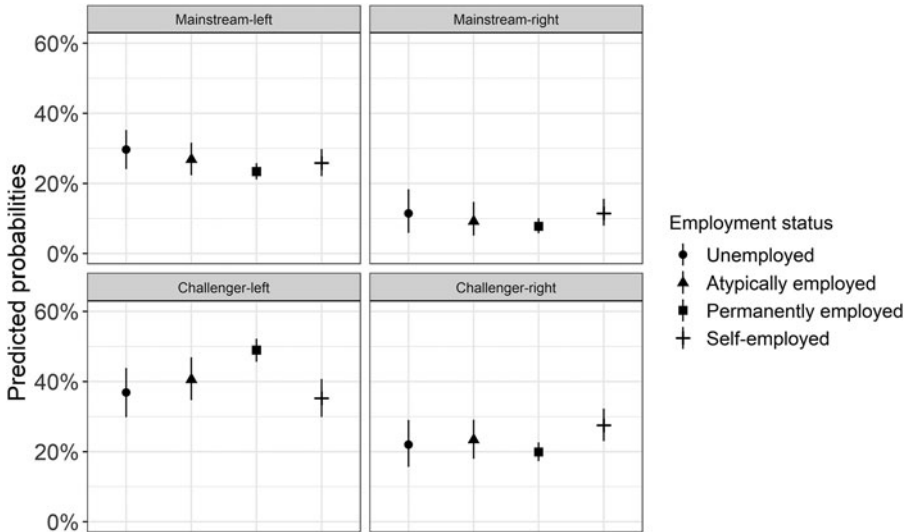 Mainstream-left
Mainstream-right
60%
40%
20%
0%
Challenger-left
Challenger-right
60%
40%
20%
0%
Predicted probabilities
Employment status
Unemployed
Atypically employed
Permanently employed
Self-employed